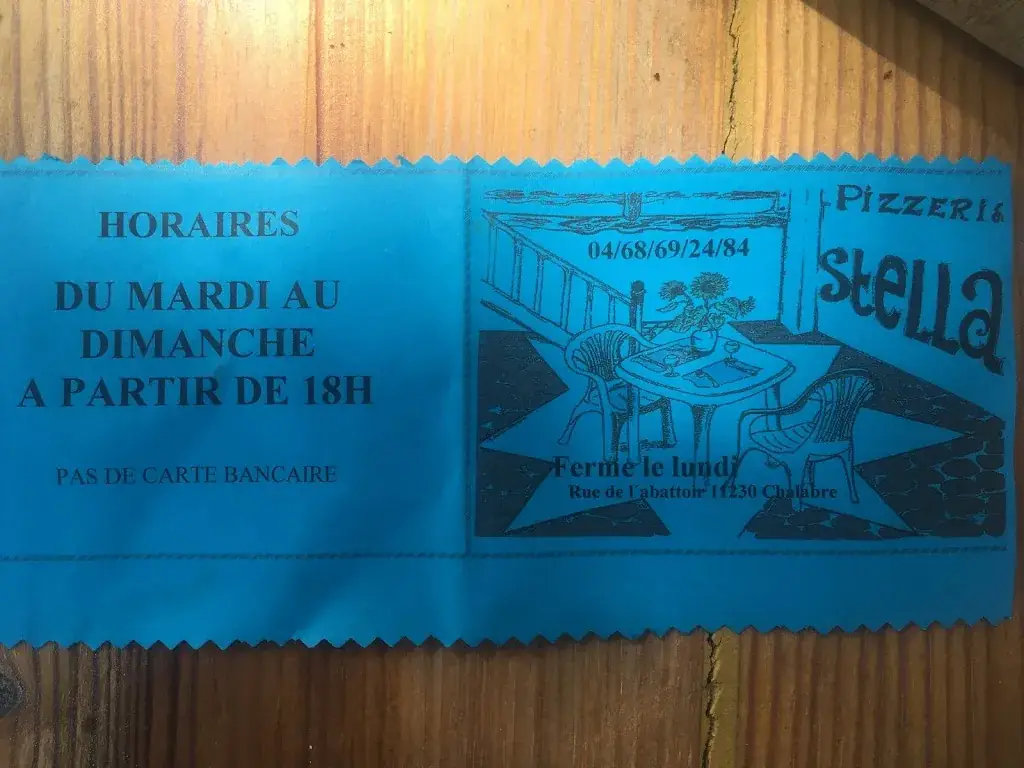 HORAIRES
DU MARDI AU
DIMANCHE
A PARTIR DE 18H
PAS DE CARTE BANCAIRE
PIZZERIA
04/68/69/24/84
Stella
Fermé le lundi
Rue de l'abattoir 11230 Chalabre